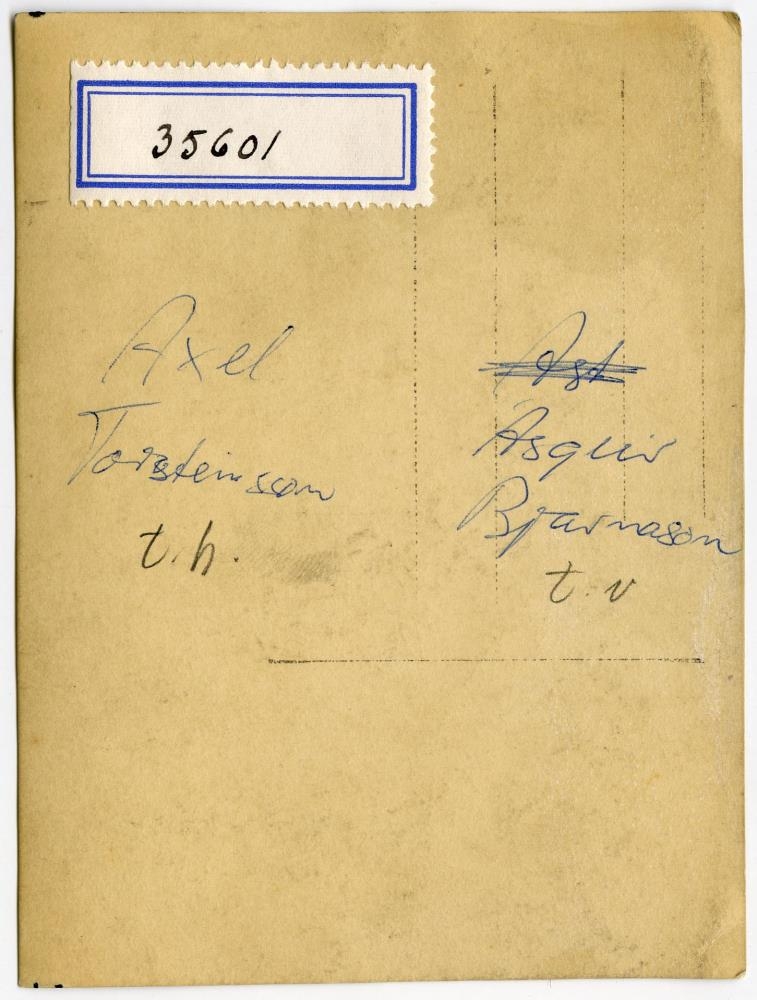 35601
Axel
Torsteinsson
t.h.
Ásgeir
Bjarnason
t.v